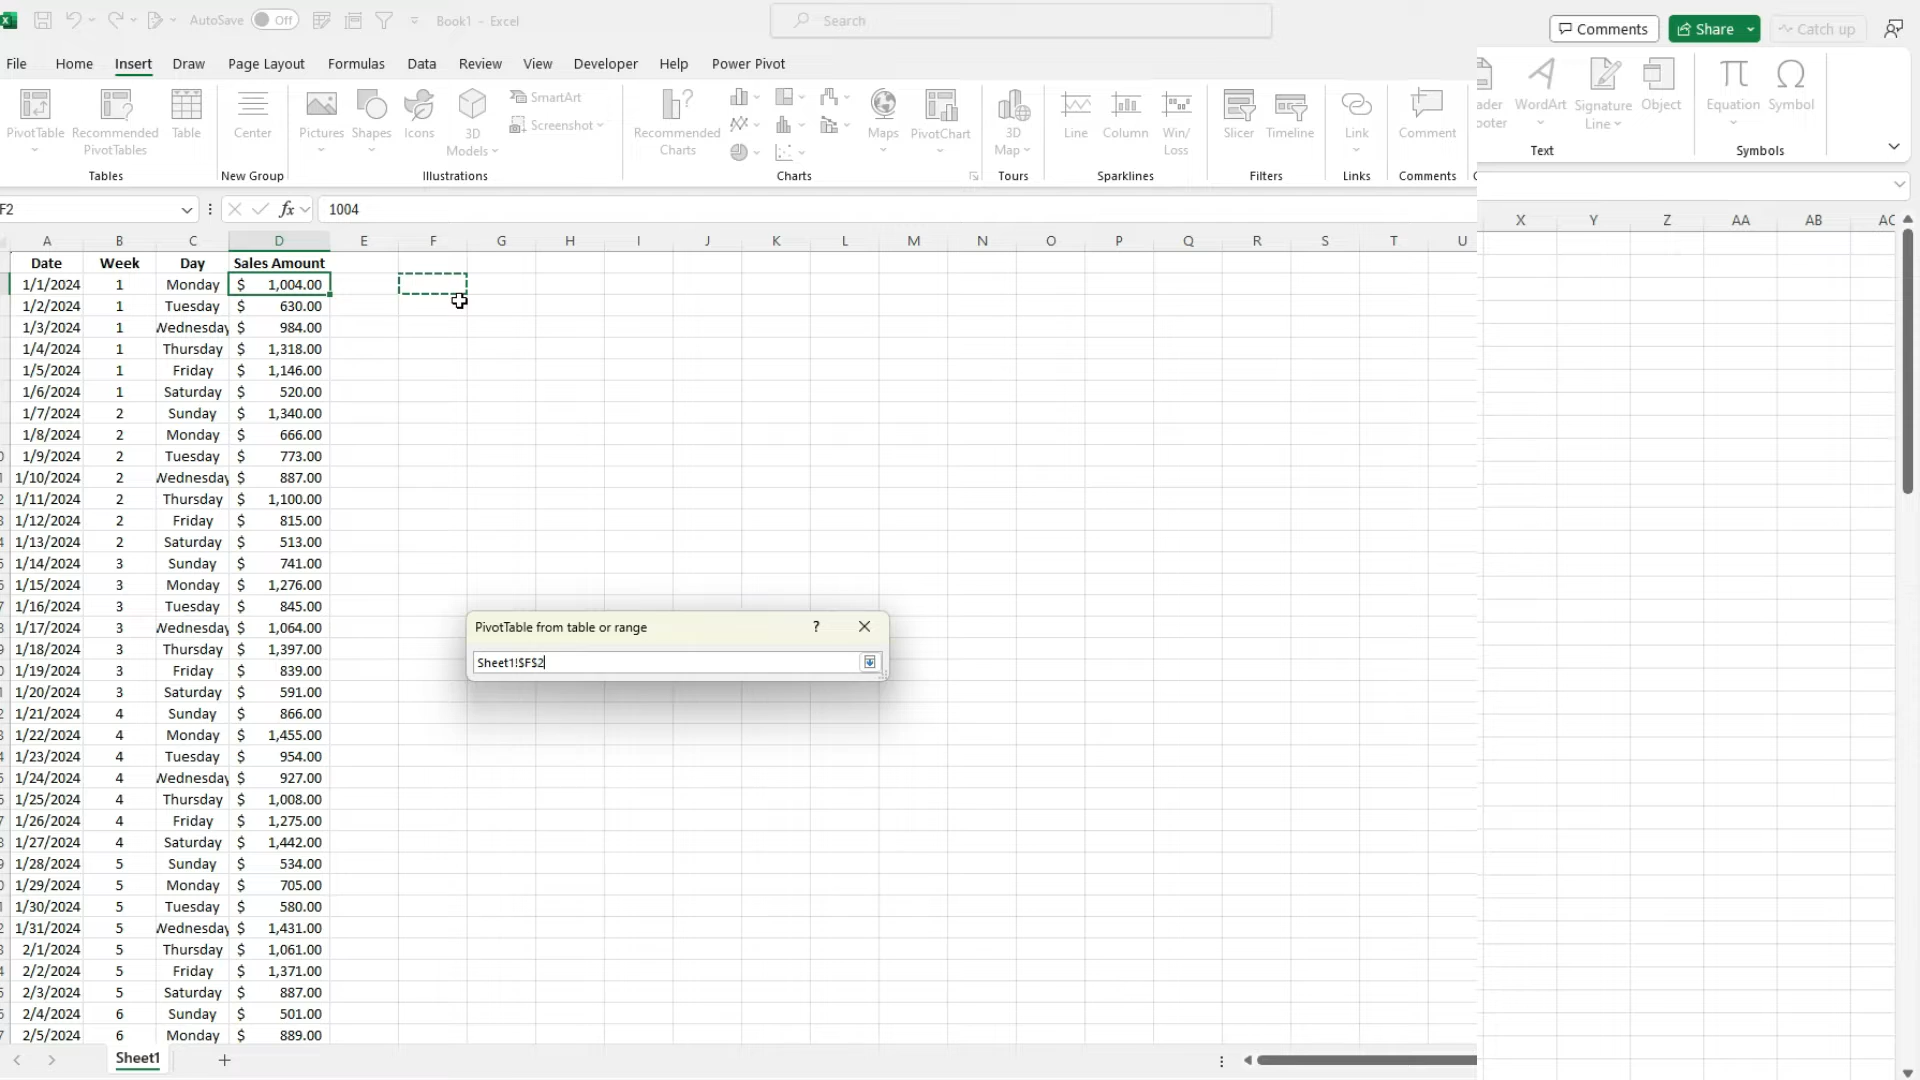 AutoSave Off Book1 - Excel Search Comments Share Catch up
File Home Insert Draw Page Layout Formulas Data Review View Developer Help Power Pivot
PivotTable Recommended PivotTables Table Center Pictures Shapes Icons 3D Models SmartArt Screenshot Recommended Charts Maps PivotChart 3D Map Line Column Win/Loss Slicer Timeline Link Comment WordArt Signature Line Object Equation Symbol
Tables New Group Illustrations Charts Tours Sparklines Filters Links Comments Text Symbols
F2 fx 1004
A B C D E F G H I J K L M N O P Q R S T U X Y Z AA AB AC
Date Week Day Sales Amount
1/1/2024 1 Monday $ 1,004.00
1/2/2024 1 Tuesday $ 630.00
1/3/2024 1 Wednesday $ 984.00
1/4/2024 1 Thursday $ 1,318.00
1/5/2024 1 Friday $ 1,146.00
1/6/2024 1 Saturday $ 520.00
1/7/2024 2 Sunday $ 1,340.00
1/8/2024 2 Monday $ 666.00
1/9/2024 2 Tuesday $ 773.00
1/10/2024 2 Wednesday $ 887.00
1/11/2024 2 Thursday $ 1,100.00
1/12/2024 2 Friday $ 815.00
1/13/2024 2 Saturday $ 513.00
1/14/2024 3 Sunday $ 741.00
1/15/2024 3 Monday $ 1,276.00
1/16/2024 3 Tuesday $ 845.00
1/17/2024 3 Wednesday $ 1,064.00
PivotTable from table or range ?
1/18/2024 3 Thursday $ 1,397.00
Sheet1!$F$2
1/19/2024 3 Friday $ 839.00
1/20/2024 3 Saturday $ 591.00
1/21/2024 4 Sunday $ 866.00
1/22/2024 4 Monday $ 1,455.00
1/23/2024 4 Tuesday $ 954.00
1/24/2024 4 Wednesday $ 927.00
1/25/2024 4 Thursday $ 1,008.00
1/26/2024 4 Friday $ 1,275.00
1/27/2024 4 Saturday $ 1,442.00
1/28/2024 5 Sunday $ 534.00
1/29/2024 5 Monday $ 705.00
1/30/2024 5 Tuesday $ 580.00
1/31/2024 5 Wednesday $ 1,431.00
2/1/2024 5 Thursday $ 1,061.00
2/2/2024 5 Friday $ 1,371.00
2/3/2024 5 Saturday $ 887.00
2/4/2024 6 Sunday $ 501.00
2/5/2024 6 Monday $ 889.00
Sheet1